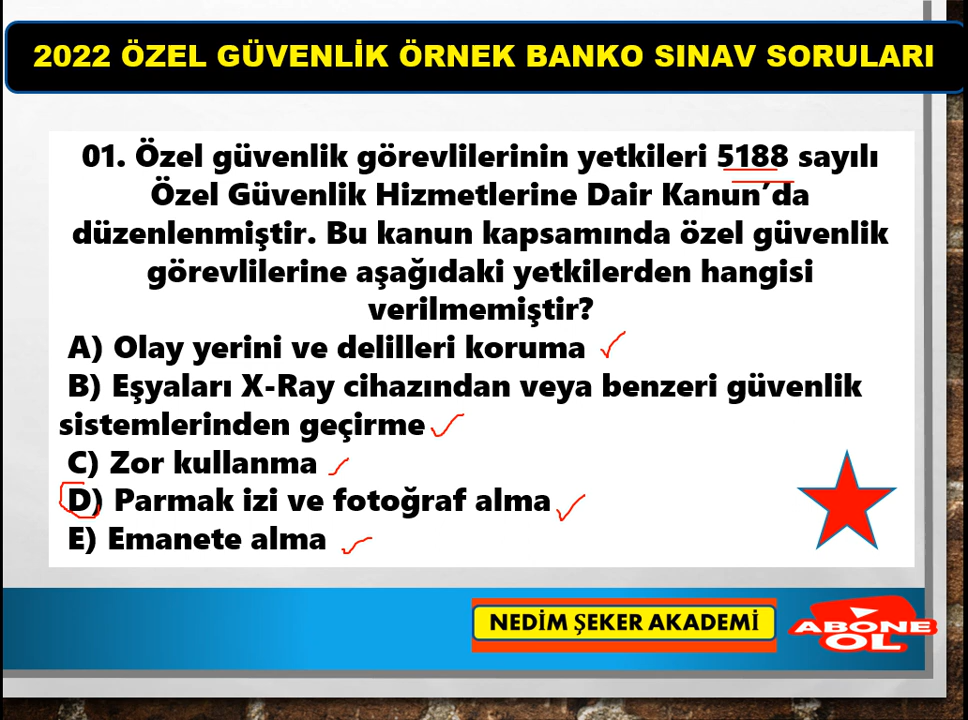 2022 ÖZEL GÜVENLİK ÖRNEK BANKO SINAV SORULARI
01. Özel güvenlik görevlilerinin yetkileri 5188 sayılı
Özel Güvenlik Hizmetlerine Dair Kanun’da
düzenlenmiştir. Bu kanun kapsamında özel güvenlik
görevlilerine aşağıdaki yetkilerden hangisi
verilmemiştir?
A) Olay yerini ve delilleri koruma
B) Eşyaları X-Ray cihazından veya benzeri güvenlik
sistemlerinden geçirme
C) Zor kullanma
D) Parmak izi ve fotoğraf alma
E) Emanete alma
NEDİM ŞEKER AKADEMİ
ABONE
OL